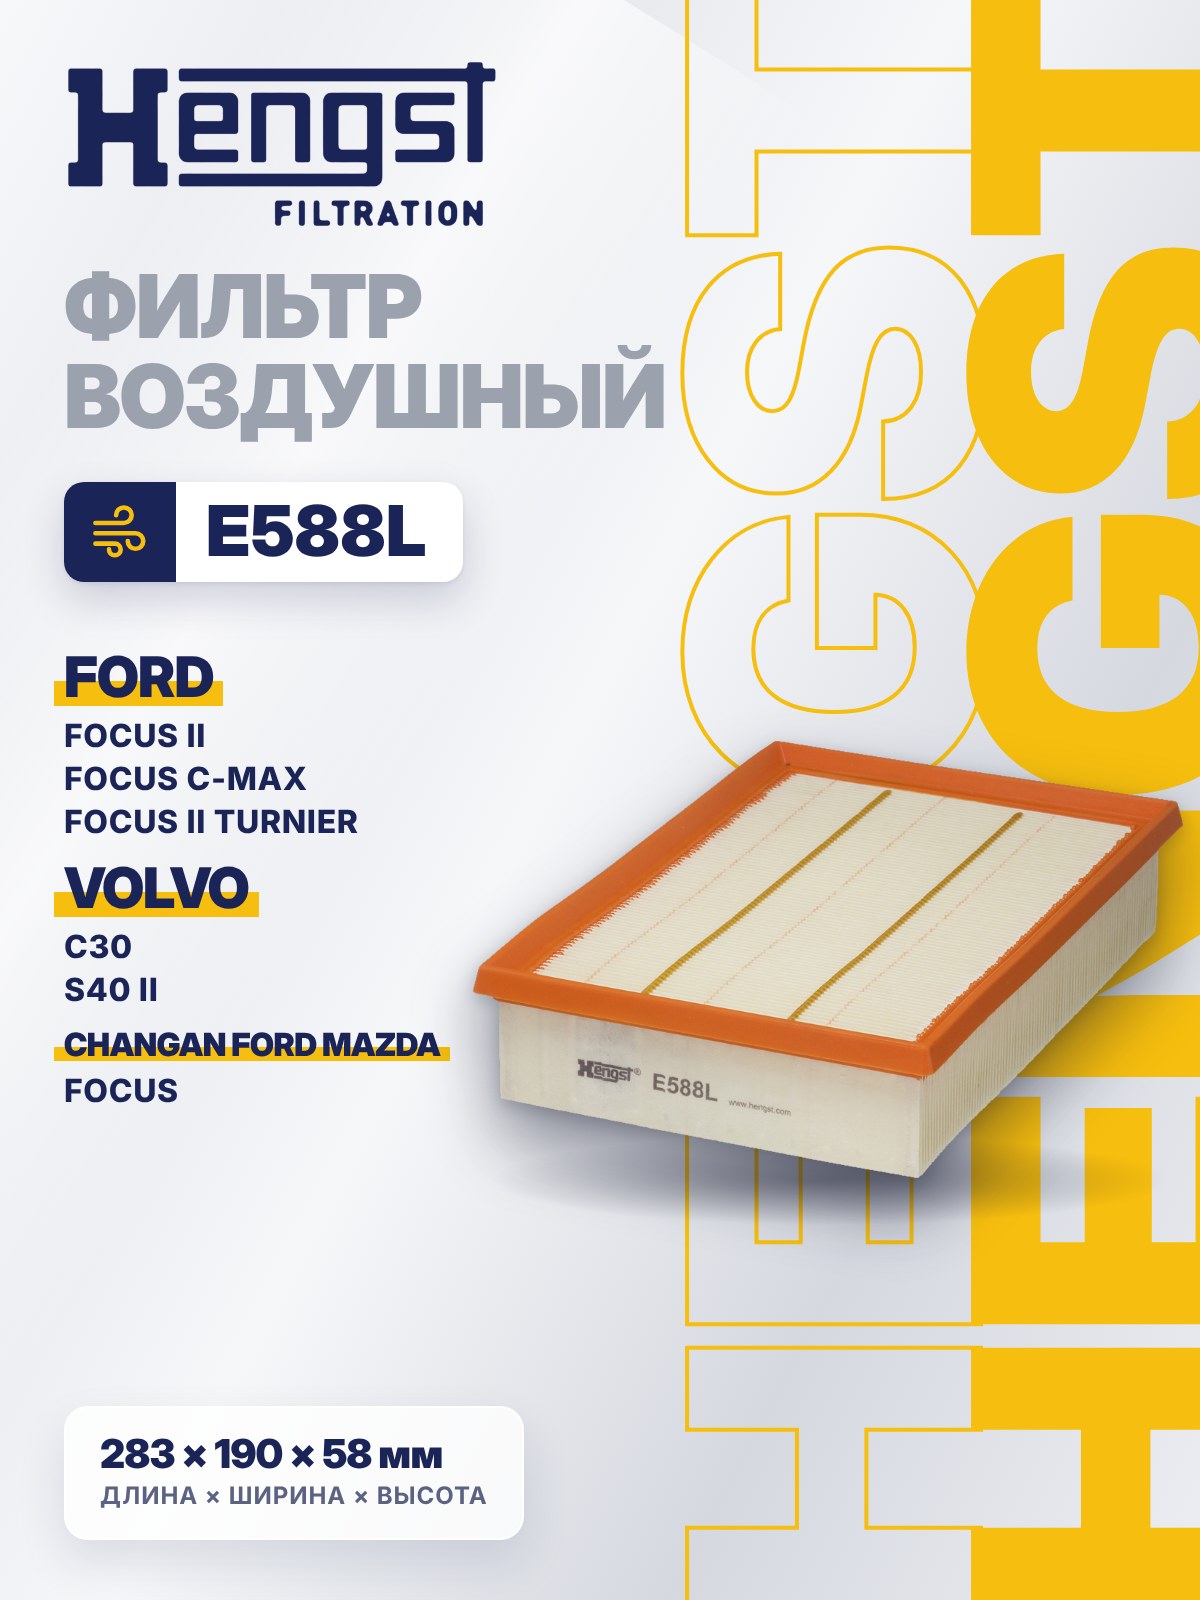 Hengst
FILTRATION
ФИЛЬТР
ВОЗДУШНЫЙ
E588L
FORD
FOCUS II
FOCUS C-MAX
FOCUS II TURNIER
VOLVO
C30
S40 II
CHANGAN FORD MAZDA
FOCUS
Hengst® E588L www.hengst.com
283 × 190 × 58 мм
ДЛИНА × ШИРИНА × ВЫСОТА
HENGST
HENGST